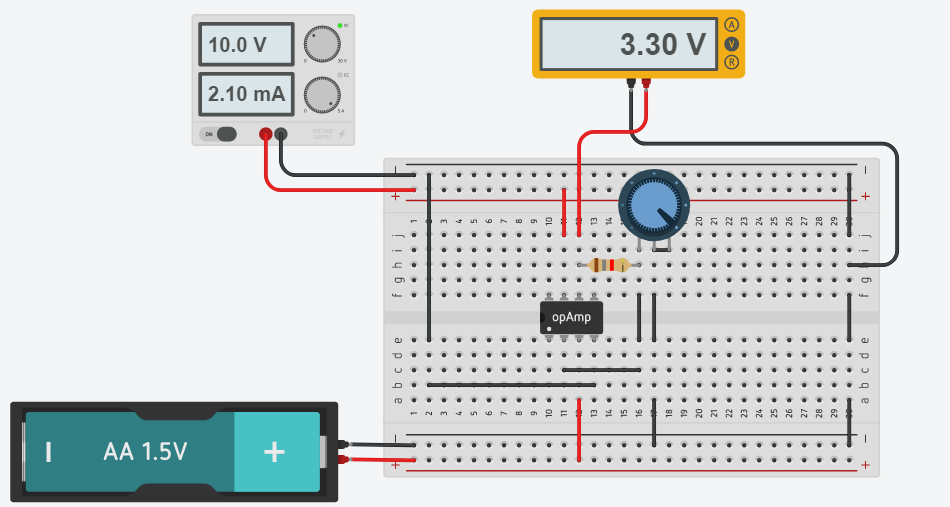 10.0 V
CV
0 30 V
2.10 mA
CC
0 5 A
ON
VOLTAGE
SUPPLY
3.30 V
A
V
R
- -
+ +
1 2 3 4 5 6 7 8 9 10 11 12 13 14 15 19 20 21 22 23 24 25 26 27 28 29 30
j j
i i
h h
g g
f f
opAmp
e e
d d
c c
b b
a a
1 2 3 4 5 6 7 8 9 10 11 12 13 14 15 16 17 18 19 20 21 22 23 24 25 26 27 28 29 30
- -
+ +
AA 1.5V
+